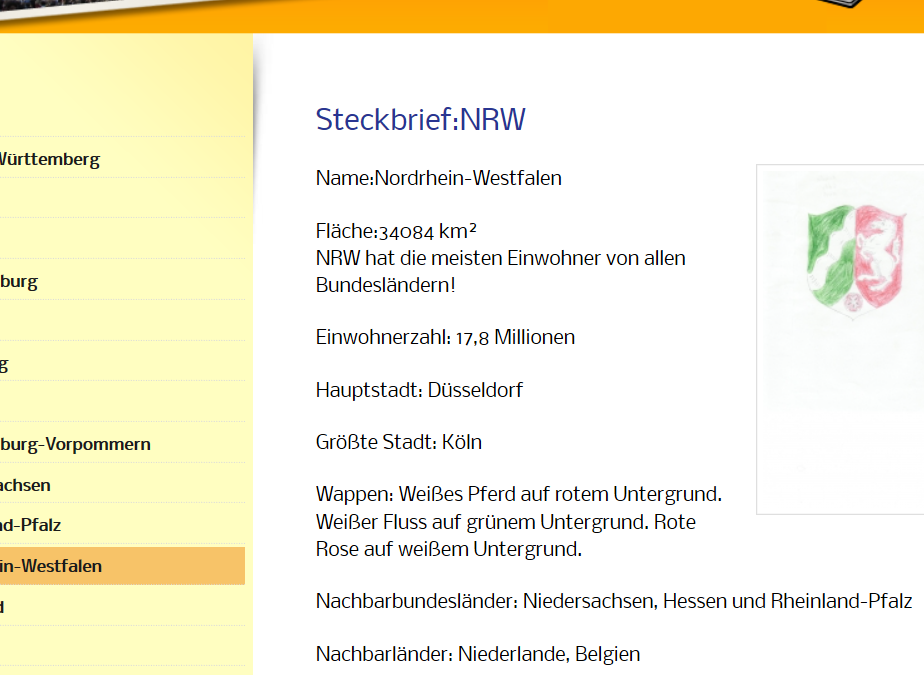 Württemberg
burg
g
burg-Vorpommern
achsen
nd-Pfalz
in-Westfalen
d
Steckbrief:NRW
Name:Nordrhein-Westfalen
Fläche:34084 km²
NRW hat die meisten Einwohner von allen
Bundesländern!
Einwohnerzahl: 17,8 Millionen
Hauptstadt: Düsseldorf
Größte Stadt: Köln
Wappen: Weißes Pferd auf rotem Untergrund.
Weißer Fluss auf grünem Untergrund. Rote
Rose auf weißem Untergrund.
Nachbarbundesländer: Niedersachsen, Hessen und Rheinland-Pfalz
Nachbarländer: Niederlande, Belgien